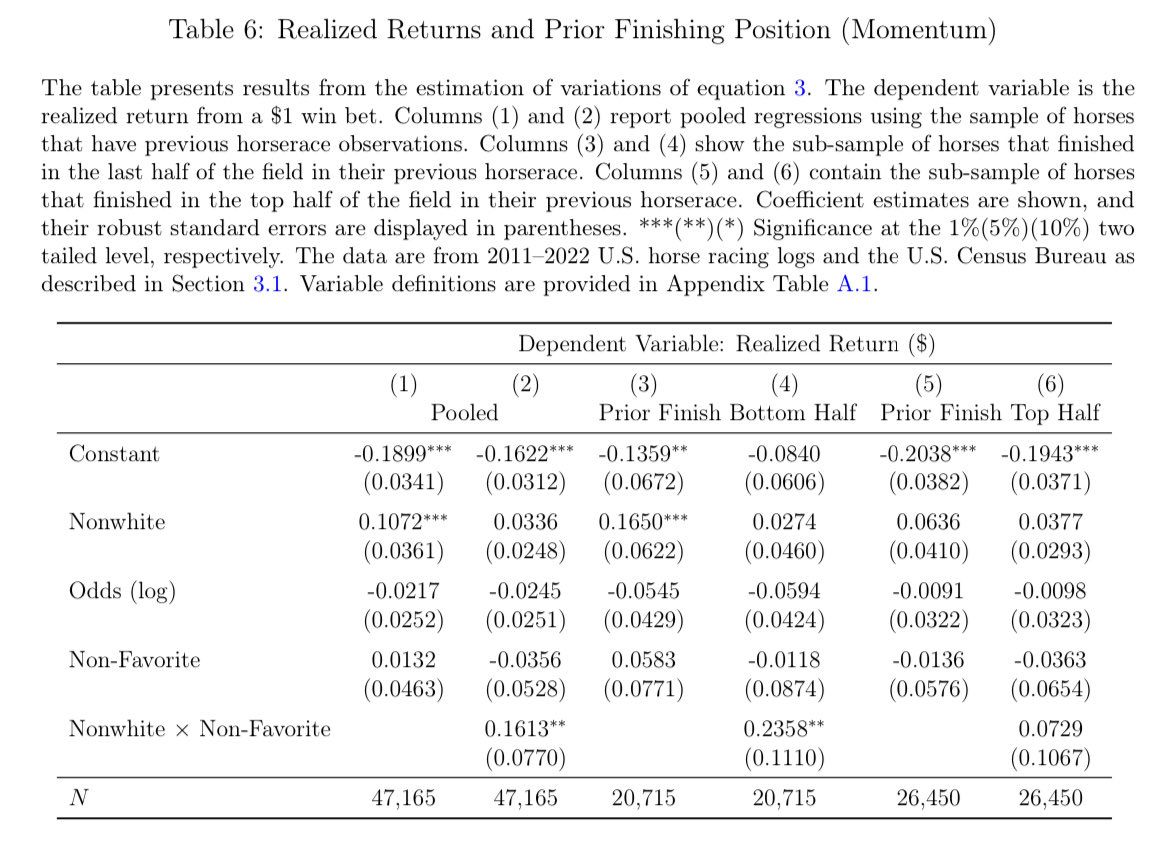 Table 6: Realized Returns and Prior Finishing Position (Momentum)
The table presents results from the estimation of variations of equation 3. The dependent variable is the
realized return from a $1 win bet. Columns (1) and (2) report pooled regressions using the sample of horses
that have previous horserace observations. Columns (3) and (4) show the sub-sample of horses that finished
in the last half of the field in their previous horserace. Columns (5) and (6) contain the sub-sample of horses
that finished in the top half of the field in their previous horserace. Coefficient estimates are shown, and
their robust standard errors are displayed in parentheses. ***(**)(*) Significance at the 1%(5%)(10%) two
tailed level, respectively. The data are from 2011–2022 U.S. horse racing logs and the U.S. Census Bureau as
described in Section 3.1. Variable definitions are provided in Appendix Table A.1.
Dependent Variable: Realized Return ($)
(1) (2) (3) (4) (5) (6)
Pooled Prior Finish Bottom Half Prior Finish Top Half
Constant -0.1899*** -0.1622*** -0.1359** -0.0840 -0.2038*** -0.1943***
(0.0341) (0.0312) (0.0672) (0.0606) (0.0382) (0.0371)
Nonwhite 0.1072*** 0.0336 0.1650*** 0.0274 0.0636 0.0377
(0.0361) (0.0248) (0.0622) (0.0460) (0.0410) (0.0293)
Odds (log) -0.0217 -0.0245 -0.0545 -0.0594 -0.0091 -0.0098
(0.0252) (0.0251) (0.0429) (0.0424) (0.0322) (0.0323)
Non-Favorite 0.0132 -0.0356 0.0583 -0.0118 -0.0136 -0.0363
(0.0463) (0.0528) (0.0771) (0.0874) (0.0576) (0.0654)
Nonwhite × Non-Favorite 0.1613** 0.2358** 0.0729
(0.0770) (0.1110) (0.1067)
N 47,165 47,165 20,715 20,715 26,450 26,450